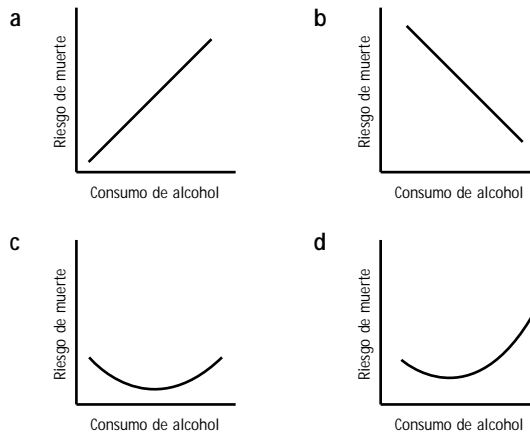 a
Riesgo de muerte
Consumo de alcohol
b
Riesgo de muerte
Consumo de alcohol
c
Riesgo de muerte
Consumo de alcohol
d
Riesgo de muerte
Consumo de alcohol